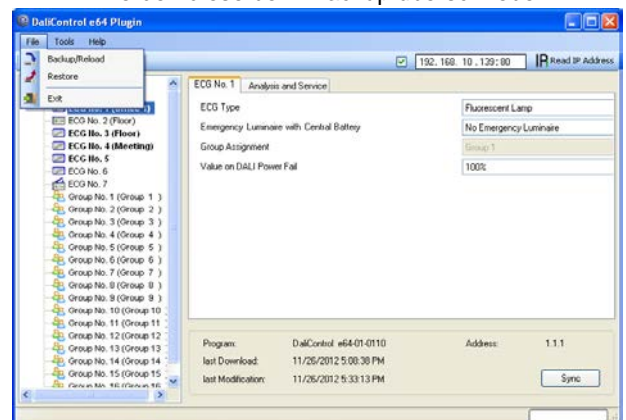 DaliControl e64 Plugin
File Tools Help
Backup/Reload
Restore
Exit
192. 168. 10 . 139 : 80 Read IP Address
ECG No. 2 (Floor)
ECG No. 3 (Floor)
ECG No. 4 (Meeting)
ECG No. 5
ECG No. 6
ECG No. 7
Group No. 1 (Group 1 )
Group No. 2 (Group 2 )
Group No. 3 (Group 3 )
Group No. 4 (Group 4 )
Group No. 5 (Group 5 )
Group No. 6 (Group 6 )
Group No. 7 (Group 7 )
Group No. 8 (Group 8 )
Group No. 9 (Group 9 )
Group No. 10 (Group 10
Group No. 11 (Group 11
Group No. 12 (Group 12
Group No. 13 (Group 13
Group No. 14 (Group 14
Group No. 15 (Group 15
Group No. 16 (Group 16
ECG No. 1 Analysis and Service
ECG Type Fluorescent Lamp
Emergency Luminaire with Central Battery No Emergency Luminaire
Group Assignment Group 1
Value on DALI Power Fail 100%
Program: DaliControl e64-01-0110 Address: 1.1.1
last Download: 11/26/2012 5:08:38 PM
last Modification: 11/26/2012 5:33:13 PM Sync